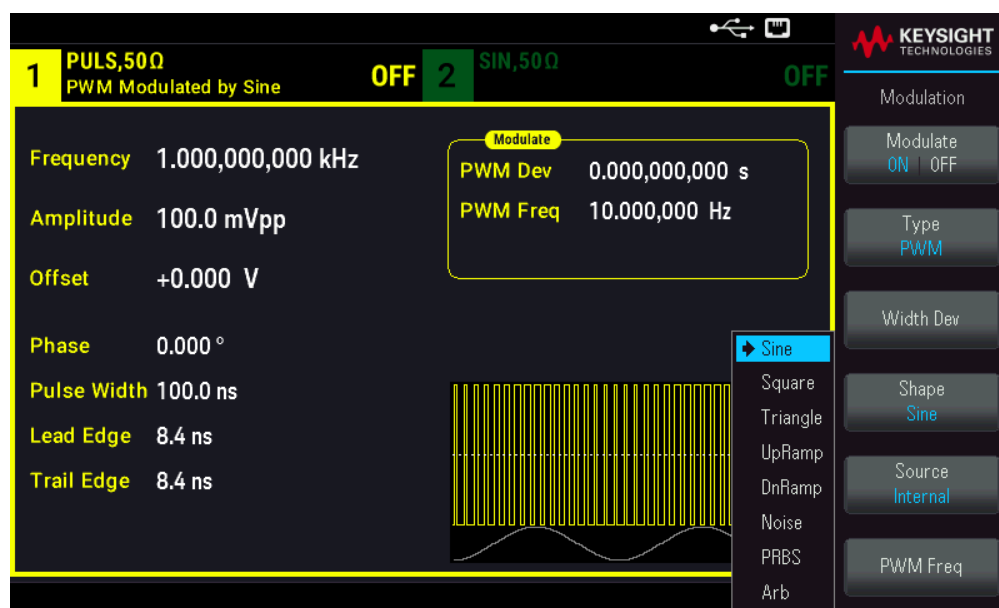 KEYSIGHT
TECHNOLOGIES
1 PULS,50Ω OFF
PWM Modulated by Sine
2 SIN,50Ω OFF
Frequency 1.000,000,000 kHz
Amplitude 100.0 mVpp
Offset +0.000 V
Phase 0.000 °
Pulse Width 100.0 ns
Lead Edge 8.4 ns
Trail Edge 8.4 ns
Modulate
PWM Dev 0.000,000,000 s
PWM Freq 10.000,000 Hz
Sine
Square
Triangle
UpRamp
DnRamp
Noise
PRBS
Arb
Modulation
Modulate
ON | OFF
Type
PWM
Width Dev
Shape
Sine
Source
Internal
PWM Freq